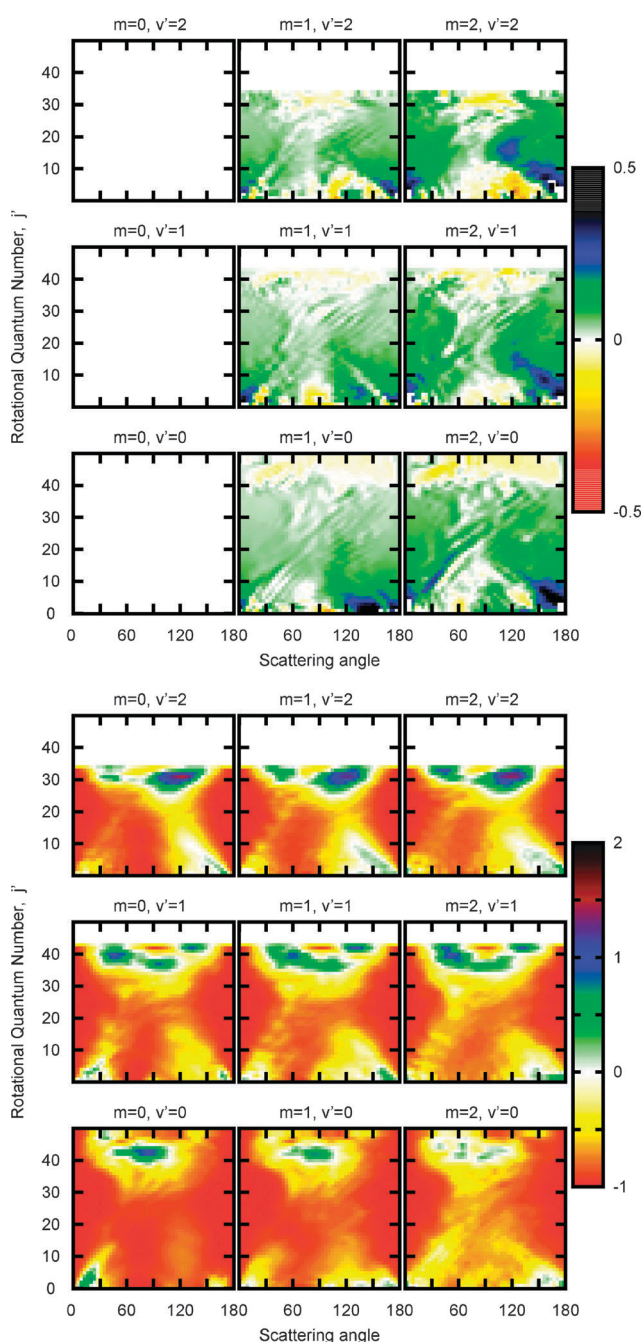 m=0, v'=2 m=1, v'=2 m=2, v'=2
40
30
20
10
0.5
m=0, v'=1 m=1, v'=1 m=2, v'=1
Rotational Quantum Number, j'
40
30
20
10
0
m=0, v'=0 m=1, v'=0 m=2, v'=0
40
30
20
10
0
-0.5
0 60 120 180 60 120 180 60 120 180
Scattering angle
m=0, v'=2 m=1, v'=2 m=2, v'=2
40
30
20
10
2
m=0, v'=1 m=1, v'=1 m=2, v'=1
Rotational Quantum Number, j'
40
30
20
10
1
0
m=0, v'=0 m=1, v'=0 m=2, v'=0
40
30
20
10
0
-1
0 60 120 180 60 120 180 60 120 180
Scattering angle